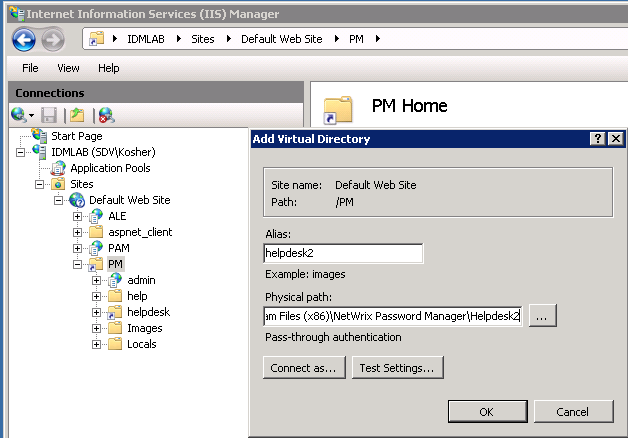 Internet Information Services (IIS) Manager
IDMLAB Sites Default Web Site PM
File View Help
Connections
Start Page
IDMLAB (SDV\Kosher)
Application Pools
Sites
Default Web Site
ALE
aspnet_client
PAM
PM
admin
help
helpdesk
Images
Locals
PM Home
Add Virtual Directory
Site name: Default Web Site
Path: /PM
Alias:
helpdesk2
Example: images
Physical path:
am Files (x86)\NetWrix Password Manager\Helpdesk2
...
Pass-through authentication
Connect as... Test Settings...
OK Cancel